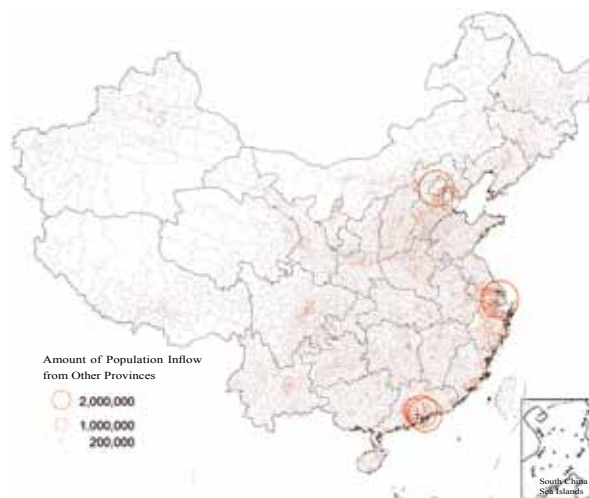 Amount of Population Inflow
from Other Provinces
2,000,000
1,000,000
200,000
South China
Sea Islands